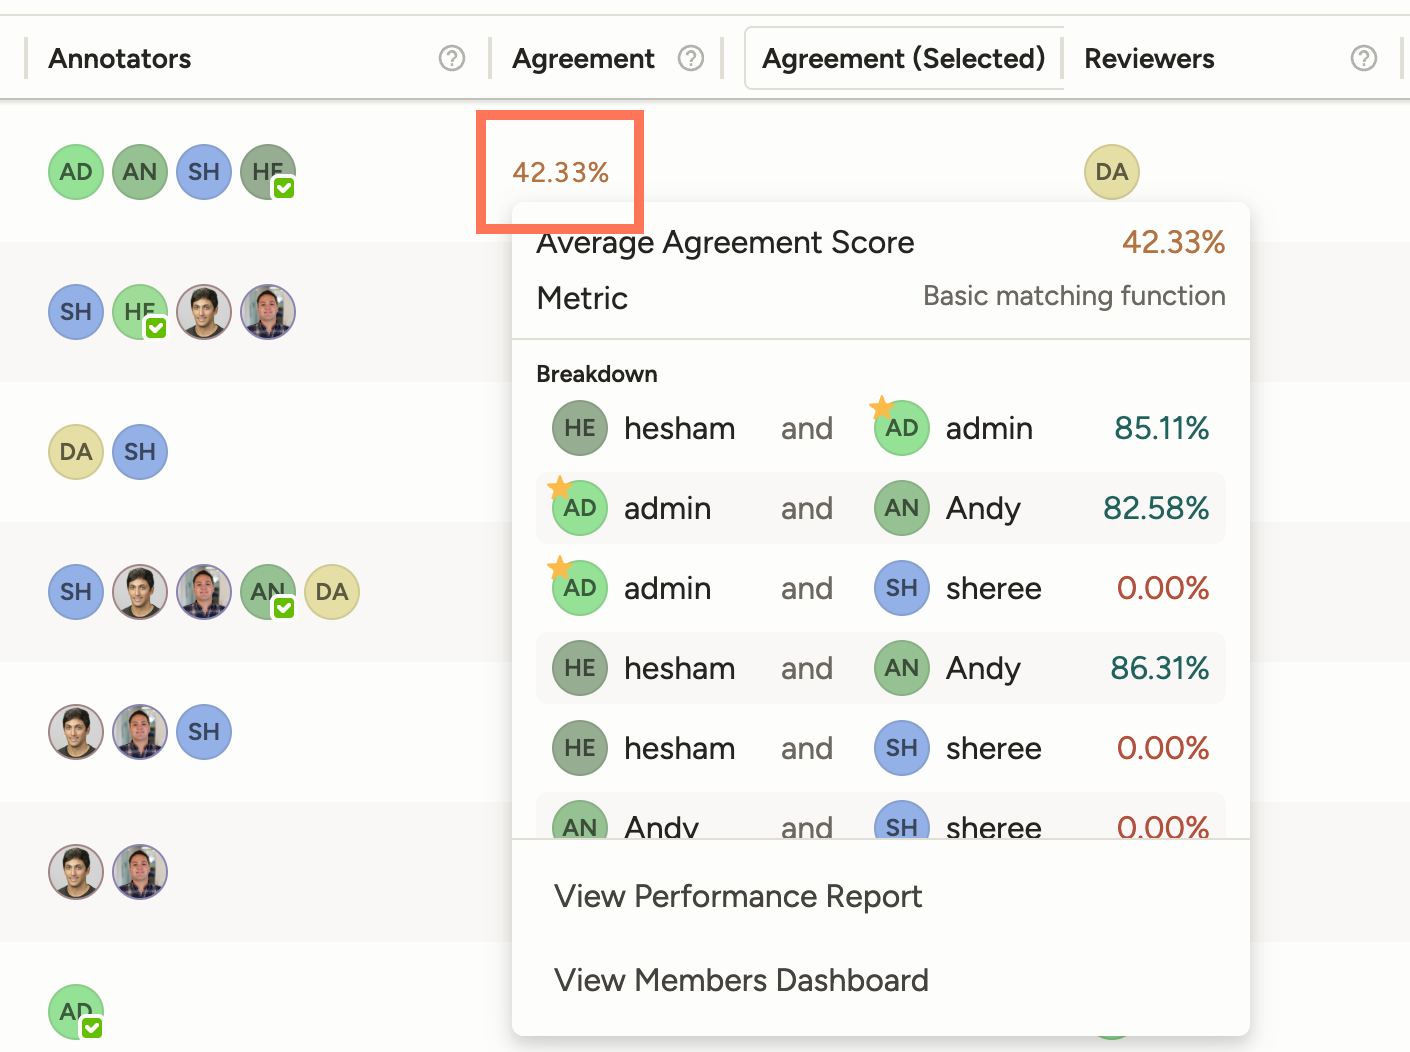 Annotators ? Agreement ? Agreement (Selected) Reviewers ?
AD AN SH HE 42.33% DA
Average Agreement Score 42.33%
Metric Basic matching function
SH HE
Breakdown
HE hesham and AD admin 85.11%
DA SH
AD admin and AN Andy 82.58%
AD admin and SH sheree 0.00%
SH AN DA
HE hesham and AN Andy 86.31%
SH
HE hesham and SH sheree 0.00%
AN Andy and SH sheree 0.00%
View Performance Report
View Members Dashboard
AD